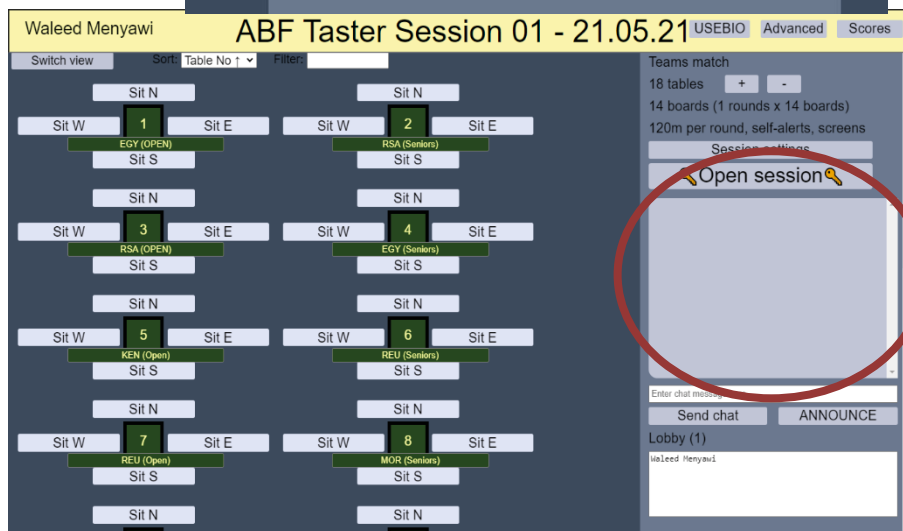 Waleed Menyawi
ABF Taster Session 01 - 21.05.21
USEBIO Advanced Scores
Switch view Sort: Table No ↑ Filter:
Teams match
18 tables + -
14 boards (1 rounds x 14 boards)
120m per round, self-alerts, screens
Session settings
Open session
Sit N Sit N
Sit W 1 Sit E Sit W 2 Sit E
EGY (OPEN) RSA (Seniors)
Sit S Sit S
Sit N Sit N
Sit W 3 Sit E Sit W 4 Sit E
RSA (OPEN) EGY (Seniors)
Sit S Sit S
Sit N Sit N
Sit W 5 Sit E Sit W 6 Sit E
KEN (Open) REU (Seniors)
Sit S Sit S
Sit N Sit N
Sit W 7 Sit E Sit W 8 Sit E
REU (Open) MOR (Seniors)
Sit S Sit S
Sit N Sit N
Enter chat message
Send chat ANNOUNCE
Lobby (1)
Waleed Menyawi